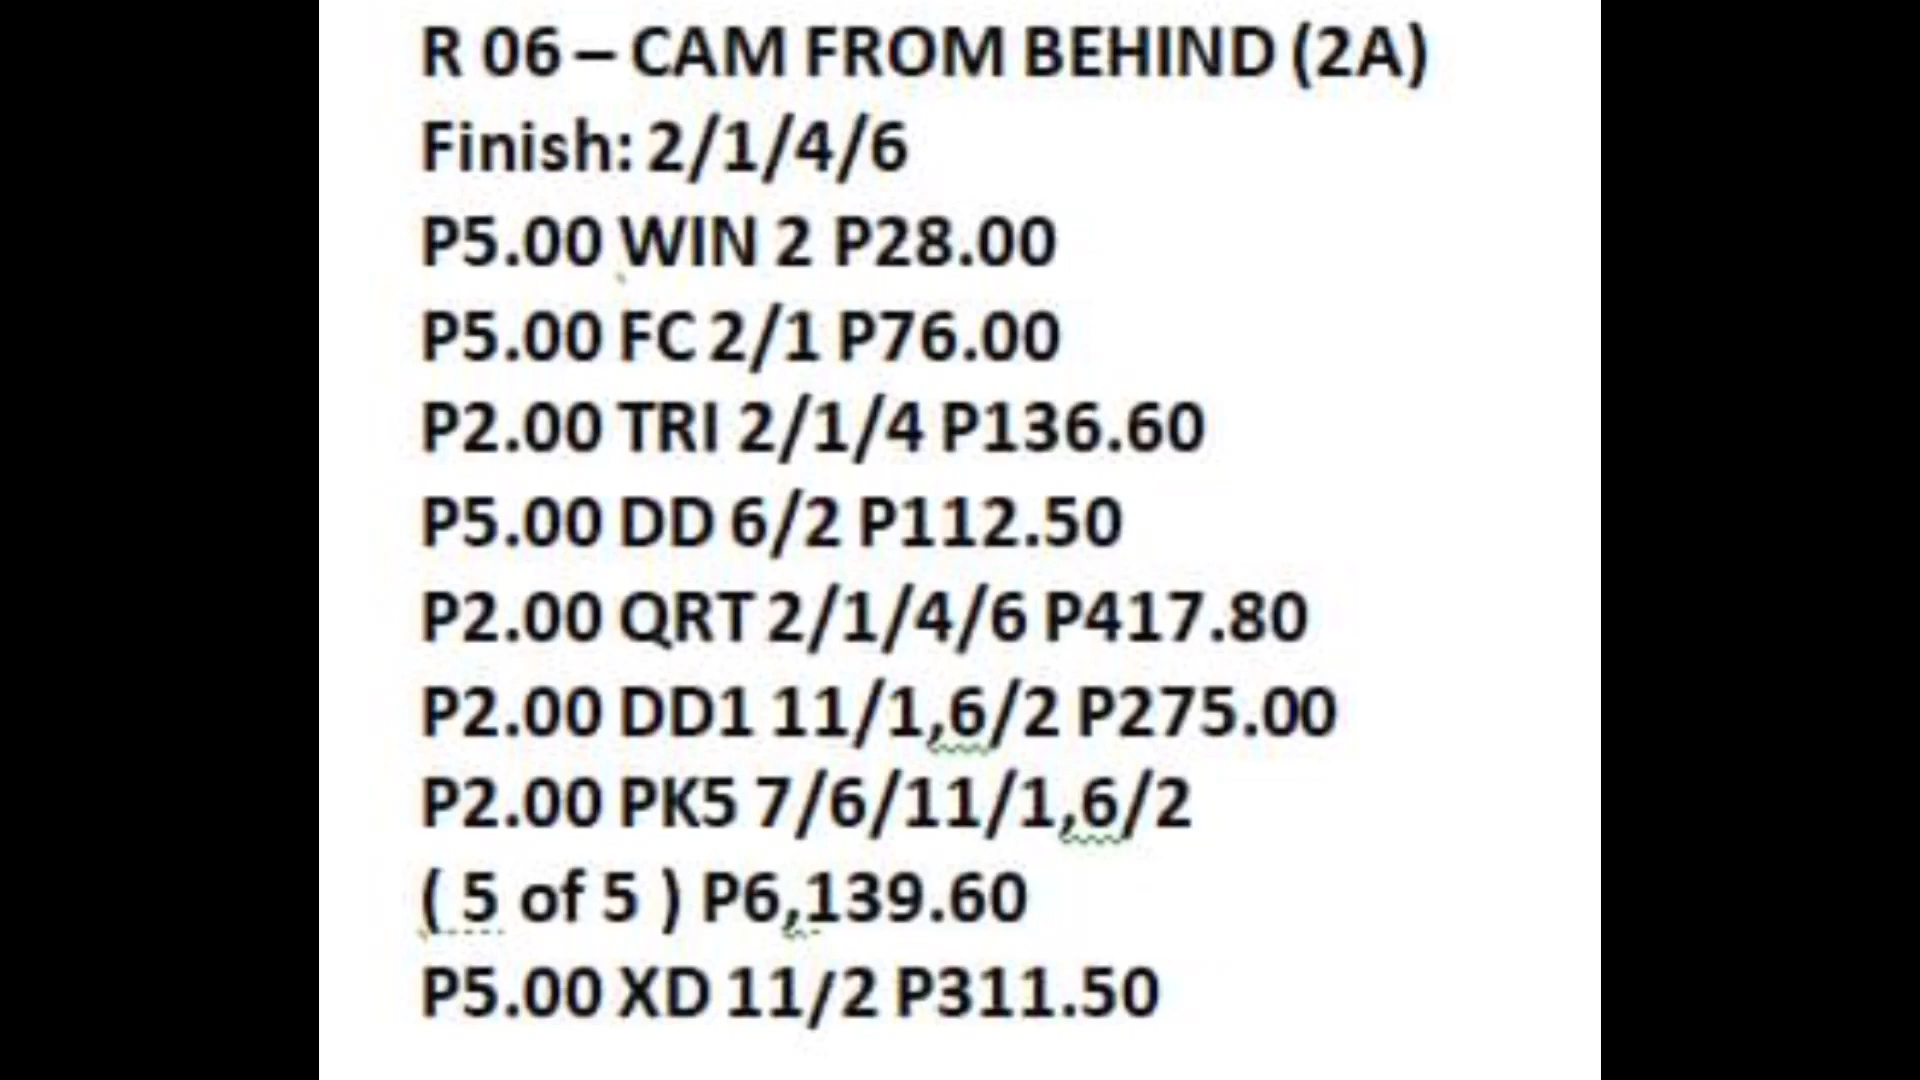 R 06 – CAM FROM BEHIND (2A)
Finish: 2/1/4/6
P5.00 WIN 2 P28.00
P5.00 FC 2/1 P76.00
P2.00 TRI 2/1/4 P136.60
P5.00 DD 6/2 P112.50
P2.00 QRT 2/1/4/6 P417.80
P2.00 DD1 11/1,6/2 P275.00
P2.00 PK5 7/6/11/1,6/2
( 5 of 5 ) P6,139.60
P5.00 XD 11/2 P311.50